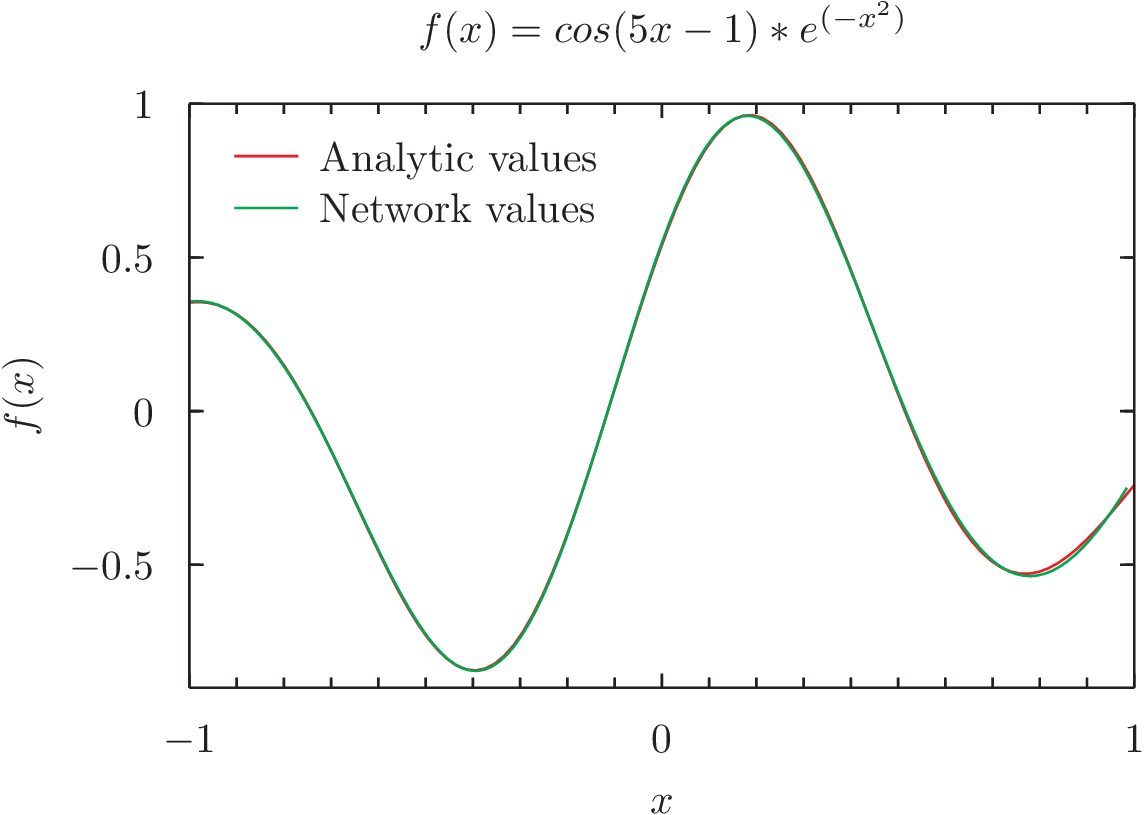 f(x) = cos(5x − 1) ∗ e^(−x²)
1
Analytic values
Network values
0.5
f(x)
0
−0.5
−1
0
1
x